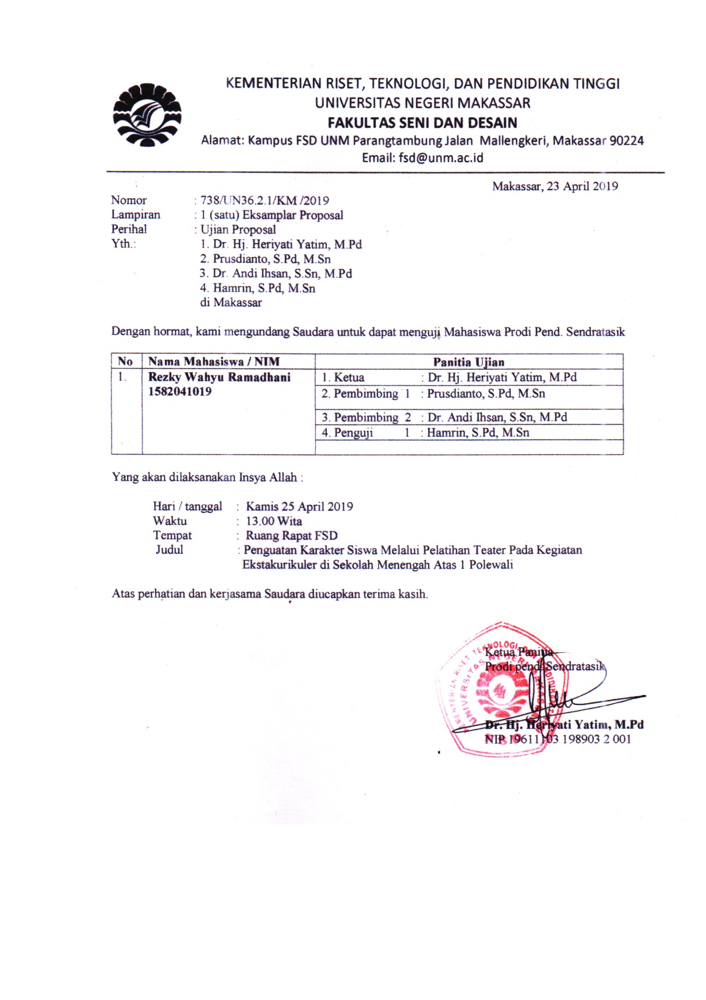 KEMENTERIAN RISET, TEKNOLOGI, DAN PENDIDIKAN TINGGI
UNIVERSITAS NEGERI MAKASSAR
FAKULTAS SENI DAN DESAIN
Alamat: Kampus FSD UNM Parangtambung Jalan Mallengkeri, Makassar 90224
Email: fsd@unm.ac.id
Makassar, 23 April 2019
Nomor : 738/UN36.2.1/KM /2019
Lampiran : 1 (satu) Eksamplar Proposal
Perihal : Ujian Proposal
Yth.: 1. Dr. Hj. Heriyati Yatim, M.Pd
2. Prusdianto, S.Pd, M.Sn
3. Dr. Andi Ihsan, S.Sn, M.Pd
4. Hamrin, S.Pd, M.Sn
di Makassar
Dengan hormat, kami mengundang Saudara untuk dapat menguji Mahasiswa Prodi Pend. Sendratasik
No Nama Mahasiswa / NIM Panitia Ujian
1. Rezky Wahyu Ramadhani 1. Ketua : Dr. Hj. Heriyati Yatim, M.Pd
1582041019 2. Pembimbing 1 : Prusdianto, S.Pd, M.Sn
3. Pembimbing 2 : Dr. Andi Ihsan, S.Sn, M.Pd
4. Penguji 1 : Hamrin, S.Pd, M.Sn
Yang akan dilaksanakan Insya Allah :
Hari / tanggal : Kamis 25 April 2019
Waktu : 13.00 Wita
Tempat : Ruang Rapat FSD
Judul : Penguatan Karakter Siswa Melalui Pelatihan Teater Pada Kegiatan
Ekstakurikuler di Sekolah Menengah Atas 1 Polewali
Atas perhatian dan kerjasama Saudara diucapkan terima kasih.
Ketua Panitia
Prodi pend. Sendratasik
Dr. Hj. Heriyati Yatim, M.Pd
NIP 19611103 198903 2 001
UNIVERSITAS NEGERI MAKASSAR